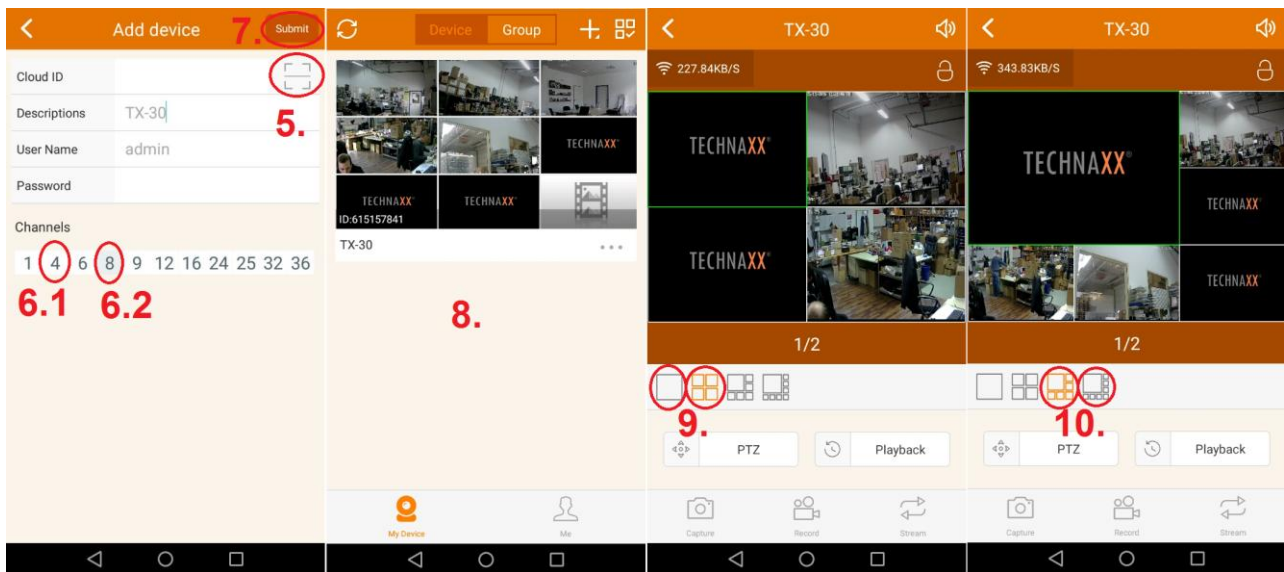 Add device
7.
Submit
Cloud ID
5.
Descriptions
TX-30
User Name
admin
Password
Channels
1 4 6 8 9 12 16 24 25 32 36
6.1
6.2
Device
Group
TECHNAXX
TECHNAXX
TECHNAXX
ID:615157841
TX-30
8.
My Device
Me
TX-30
227.84KB/S
TECHNAXX
TECHNAXX
1/2
9.
PTZ
Playback
Capture
Record
Stream
TX-30
343.83KB/S
TECHNAXX
TECHNAXX
TECHNAXX
1/2
10.
PTZ
Playback
Capture
Record
Stream